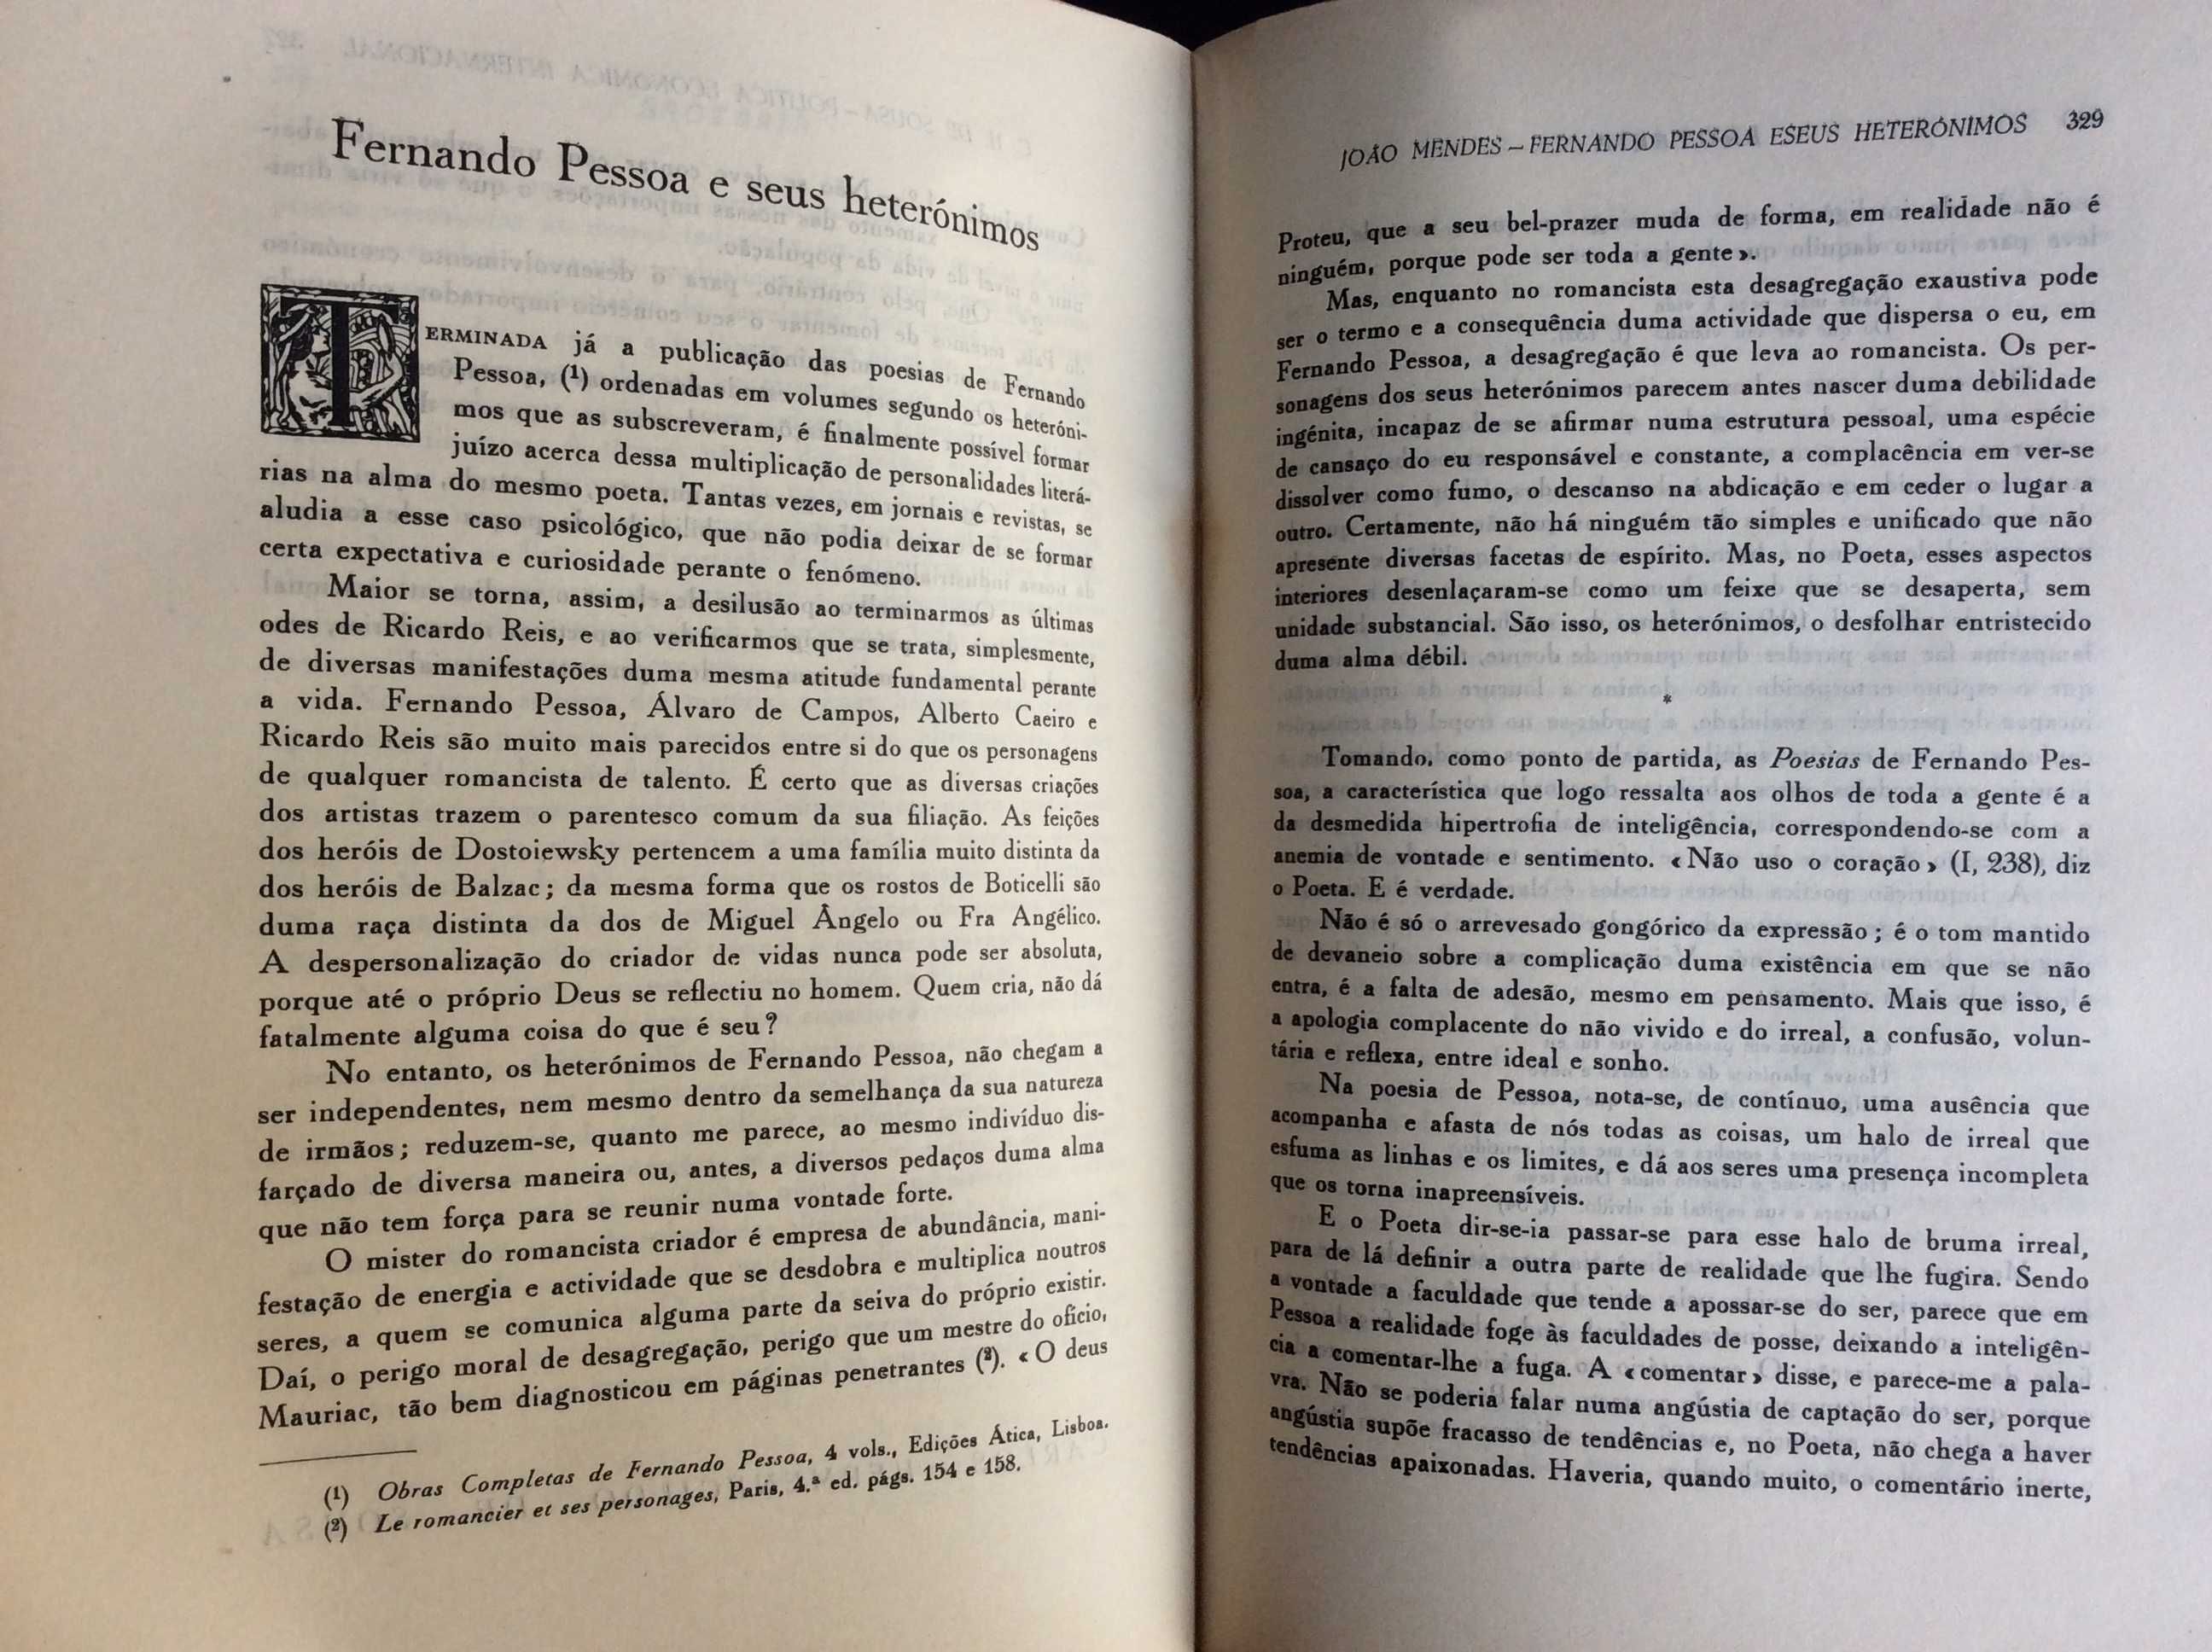 Fernando Pessoa e seus heterónimos
TERMINADA já a publicação das poesias de Fernando
Pessoa, (¹) ordenadas em volumes segundo os heteróni-
mos que as subscreveram, é finalmente possível formar
juízo acerca dessa multiplicação de personalidades literá-
rias na alma do mesmo poeta. Tantas vezes, em jornais e revistas, se
aludia a esse caso psicológico, que não podia deixar de se formar
certa expectativa e curiosidade perante o fenómeno.
Maior se torna, assim, a desilusão ao terminarmos as últimas
odes de Ricardo Reis, e ao verificarmos que se trata, simplesmente,
de diversas manifestações duma mesma atitude fundamental perante
a vida. Fernando Pessoa, Álvaro de Campos, Alberto Caeiro e
Ricardo Reis são muito mais parecidos entre si do que os personagens
de qualquer romancista de talento. É certo que as diversas criações
dos artistas trazem o parentesco comum da sua filiação. As feições
dos heróis de Dostoiewsky pertencem a uma família muito distinta da
dos heróis de Balzac; da mesma forma que os rostos de Boticelli são
duma raça distinta da dos de Miguel Ângelo ou Fra Angélico.
A despersonalização do criador de vidas nunca pode ser absoluta,
porque até o próprio Deus se reflectiu no homem. Quem cria, não dá
fatalmente alguma coisa do que é seu?
No entanto, os heterónimos de Fernando Pessoa, não chegam a
ser independentes, nem mesmo dentro da semelhança da sua natureza
de irmãos; reduzem-se, quanto me parece, ao mesmo indivíduo dis-
farçado de diversa maneira ou, antes, a diversos pedaços duma alma
que não tem força para se reunir numa vontade forte.
O mister do romancista criador é empresa de abundância, mani-
festação de energia e actividade que se desdobra e multiplica noutros
seres, a quem se comunica alguma parte da seiva do próprio existir.
Daí, o perigo moral de desagregação, perigo que um mestre do ofício,
Mauriac, tão bem diagnosticou em páginas penetrantes (²). «O deus
(1) Obras Completas de Fernando Pessoa, 4 vols., Edições Ática, Lisboa.
(2) Le romancier et ses personages, Paris, 4.ª ed. págs. 154 e 158.
JOÃO MENDES – FERNANDO PESSOA ESEUS HETERÓNIMOS 329
Proteu, que a seu bel-prazer muda de forma, em realidade não é
ninguém, porque pode ser toda a gente».
Mas, enquanto no romancista esta desagregação exaustiva pode
ser o termo e a consequência duma actividade que dispersa o eu, em
Fernando Pessoa, a desagregação é que leva ao romancista. Os per-
sonagens dos seus heterónimos parecem antes nascer duma debilidade
ingénita, incapaz de se afirmar numa estrutura pessoal, uma espécie
de cansaço do eu responsável e constante, a complacência em ver-se
dissolver como fumo, o descanso na abdicação e em ceder o lugar a
outro. Certamente, não há ninguém tão simples e unificado que não
apresente diversas facetas de espírito. Mas, no Poeta, esses aspectos
interiores desenlaçaram-se como um feixe que se desaperta, sem
unidade substancial. São isso, os heterónimos, o desfolhar entristecido
duma alma débil.
*
Tomando, como ponto de partida, as Poesias de Fernando Pes-
soa, a característica que logo ressalta aos olhos de toda a gente é a
da desmedida hipertrofia de inteligência, correspondendo-se com a
anemia de vontade e sentimento. «Não uso o coração» (I, 238), diz
o Poeta. E é verdade.
Não é só o arrevesado gongórico da expressão; é o tom mantido
de devaneio sobre a complicação duma existência em que se não
entra, é a falta de adesão, mesmo em pensamento. Mais que isso, é
a apologia complacente do não vivido e do irreal, a confusão, volun-
tária e reflexa, entre ideal e sonho.
Na poesia de Pessoa, nota-se, de contínuo, uma ausência que
acompanha e afasta de nós todas as coisas, um halo de irreal que
esfuma as linhas e os limites, e dá aos seres uma presença incompleta
que os torna inapreensíveis.
E o Poeta dir-se-ia passar-se para esse halo de bruma irreal,
para de lá definir a outra parte de realidade que lhe fugira. Sendo
a vontade a faculdade que tende a apossar-se do ser, parece que em
Pessoa a realidade foge às faculdades de posse, deixando a inteligên-
cia a comentar-lhe a fuga. A «comentar» disse, e parece-me a pala-
vra. Não se poderia falar numa angústia de captação do ser, porque
angústia supõe fracasso de tendências e, no Poeta, não chega a haver
tendências apaixonadas. Haveria, quando muito, o comentário inerte,